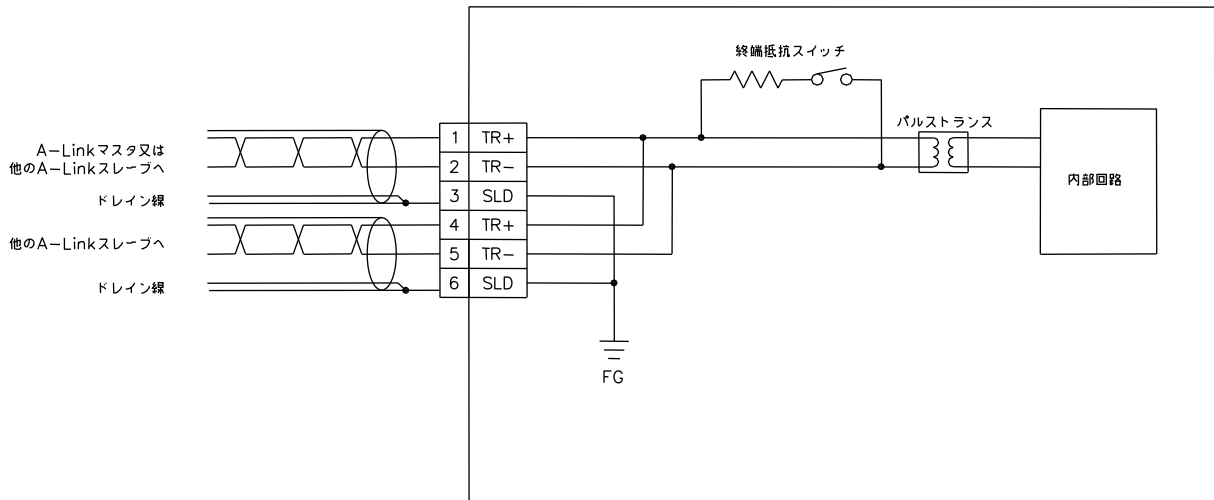 終端抵抗スイッチ
パルストランス
A-Linkマスタ又は
他のA-Linkスレーブへ
ドレイン線
他のA-Linkスレーブへ
ドレイン線
1 TR+
2 TR-
3 SLD
4 TR+
5 TR-
6 SLD
内部回路
FG